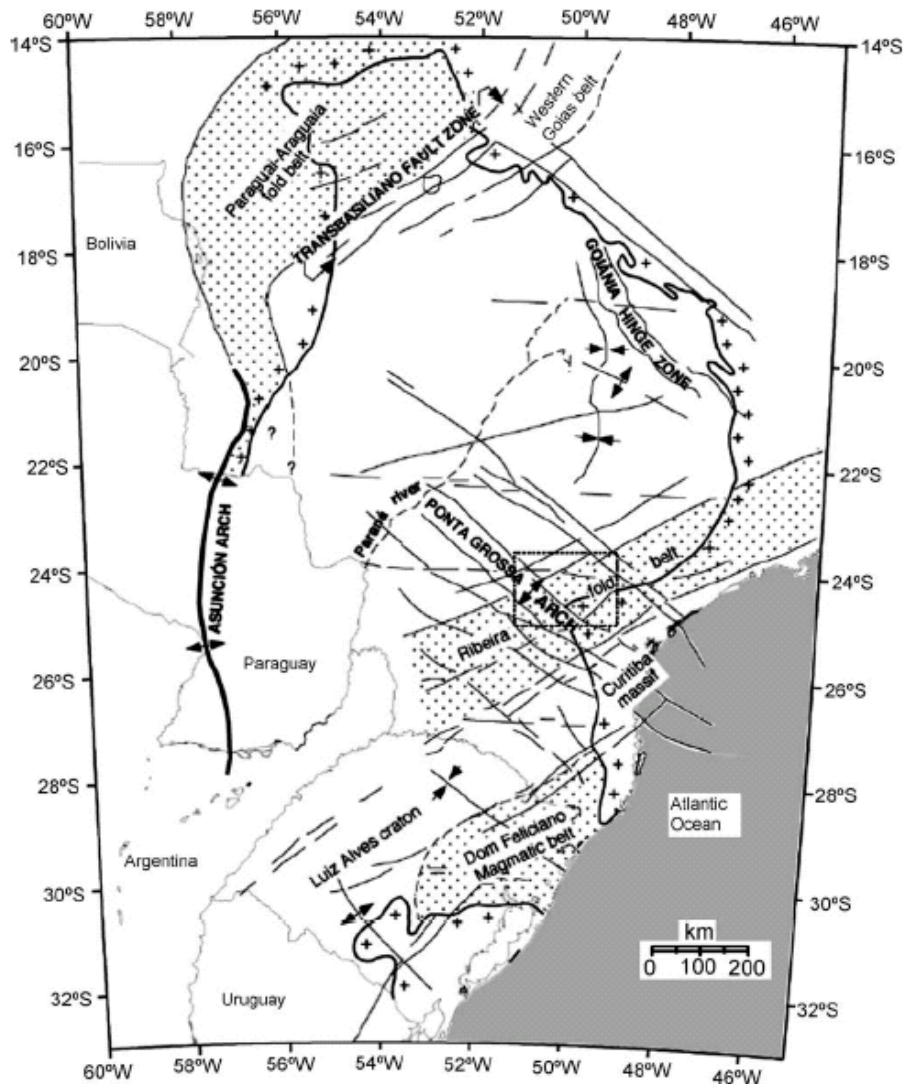 60ºW 58ºW 56ºW 54ºW 52ºW 50ºW 48ºW 46ºW
14ºS 14ºS
Western
Goias belt
Paraguai-Araguaia
fold belt
TRANSBASILIANO FAULT ZONE
16ºS 16ºS
Bolivia
18ºS 18ºS
GOIÂNIA HINGE ZONE
20ºS 20ºS
?
?
22ºS 22ºS
Paraná river
PONTA GROSSA ARCH
ASUNCIÓN ARCH
24ºS 24ºS
Ribeira fold belt
Paraguay
Curitiba
massif
26ºS 26ºS
28ºS 28ºS
Atlantic
Ocean
Luiz Alves craton
Dom Feliciano
Magmatic belt
Argentina
30ºS 30ºS
km
0 100 200
Uruguay
32ºS 32ºS
60ºW 58ºW 56ºW 54ºW 52ºW 50ºW 48ºW 46ºW